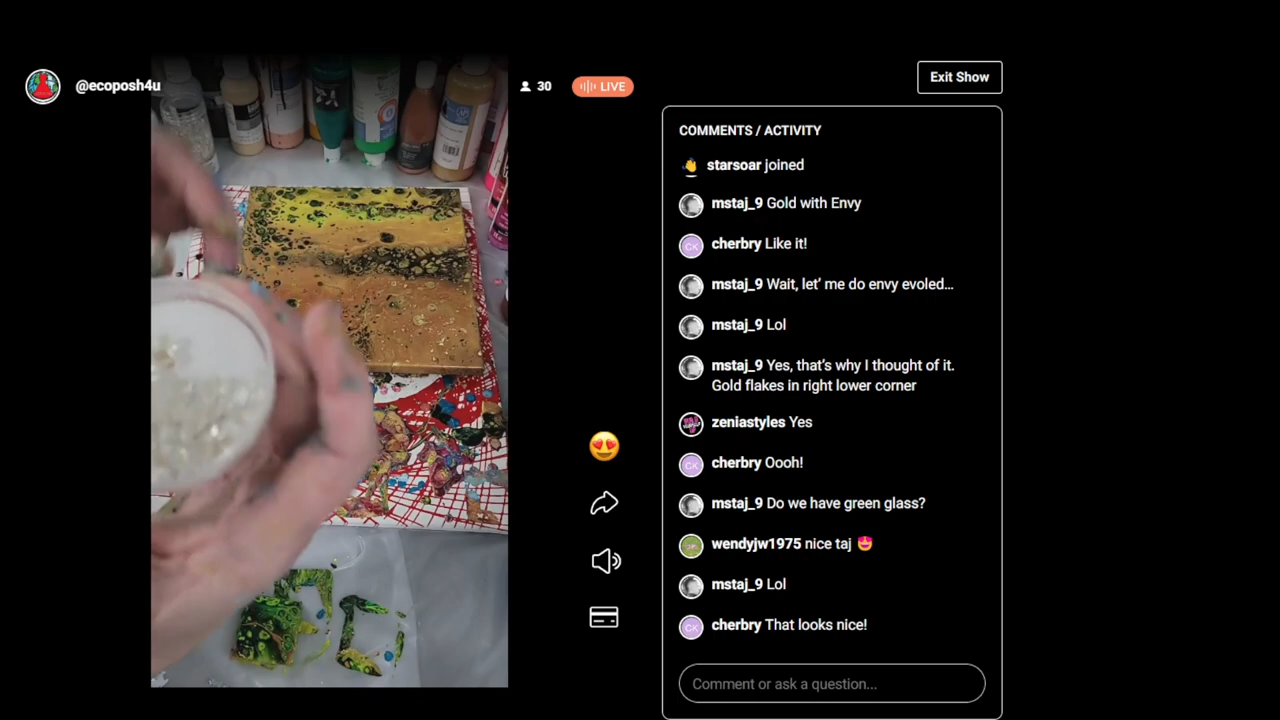 @ecoposh4u
30
LIVE
Exit Show
COMMENTS / ACTIVITY
starsoar joined
mstaj_9 Gold with Envy
cherbry Like it!
mstaj_9 Wait, let' me do envy evoled...
mstaj_9 Lol
mstaj_9 Yes, that's why I thought of it.
Gold flakes in right lower corner
zeniastyles Yes
cherbry Oooh!
mstaj_9 Do we have green glass?
wendyjw1975 nice taj 🤩
mstaj_9 Lol
cherbry That looks nice!
Comment or ask a question...